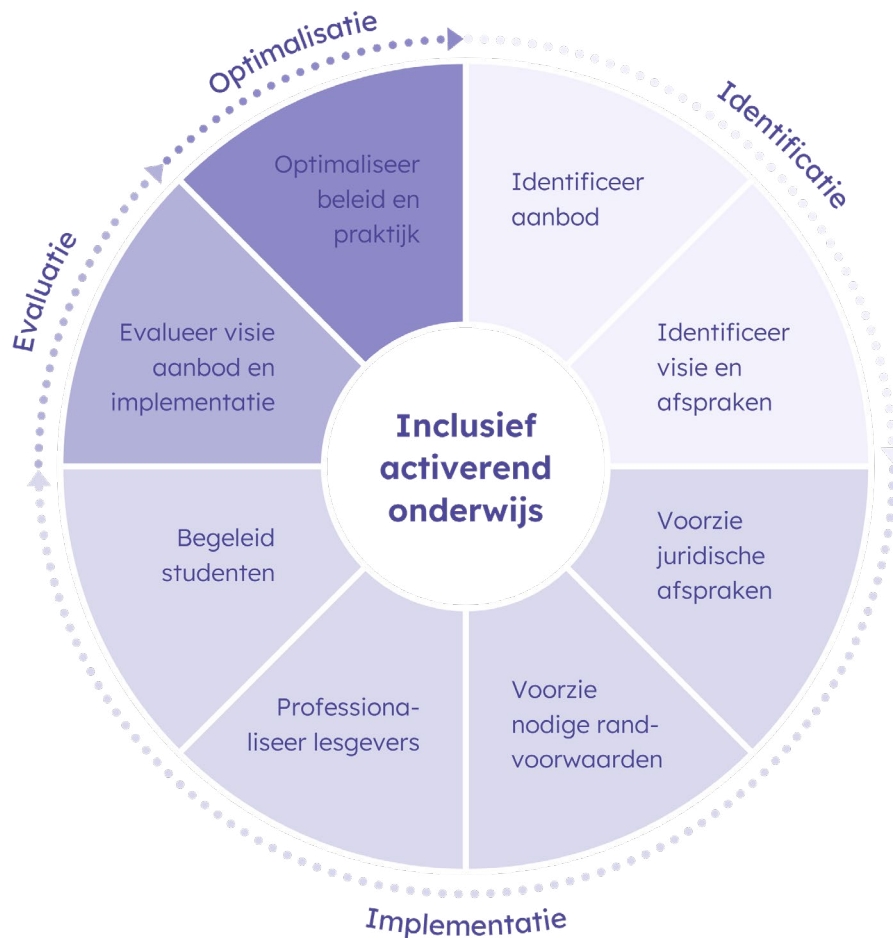 Optimalisatie
Identificatie
Optimaliseer
beleid en
praktijk
Identificeer
aanbod
Evaluatie
Evalueer visie
aanbod en
implementatie
Identificeer
visie en
afspraken
Inclusief
activerend
onderwijs
Begeleid
studenten
Voorzie
juridische
afspraken
Professiona-
liseer lesgevers
Voorzie
nodige rand-
voorwaarden
Implementatie